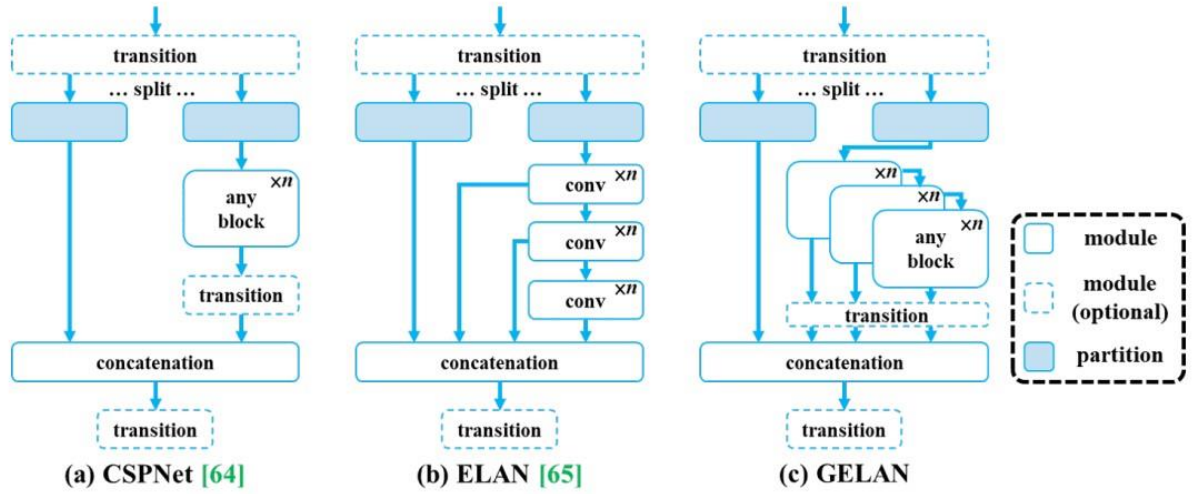 transition
... split ...
×n
any
block
transition
concatenation
transition
(a) CSPNet [64]
transition
... split ...
conv ×n
conv ×n
conv ×n
concatenation
transition
(b) ELAN [65]
transition
... split ...
×n
×n
×n
any
block
transition
concatenation
transition
(c) GELAN
module
module
(optional)
partition